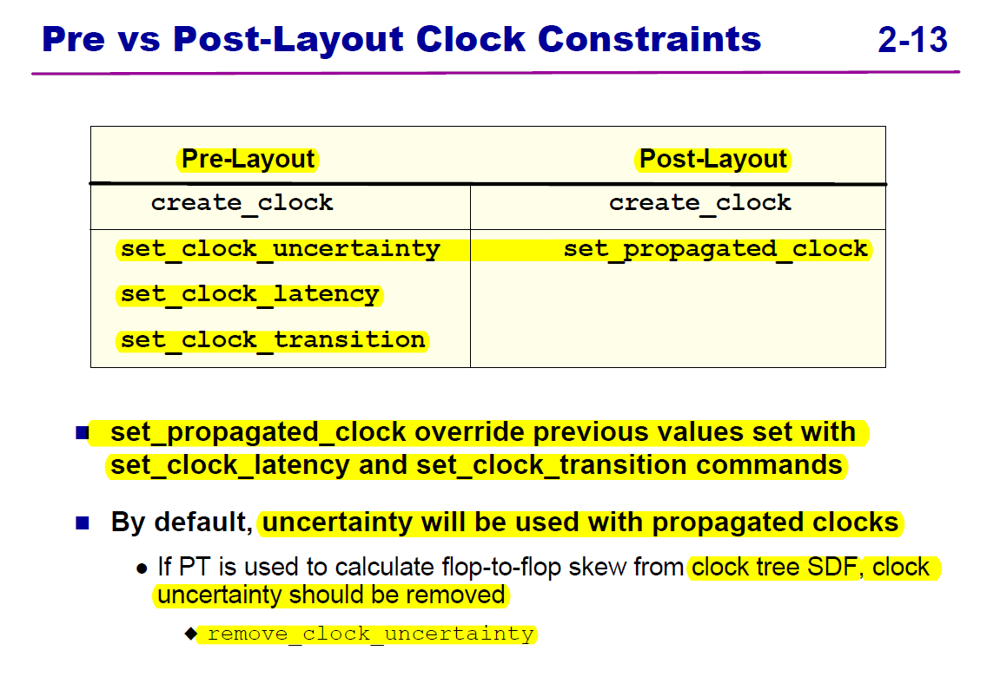 Pre vs Post-Layout Clock Constraints 2-13
Pre-Layout Post-Layout
create_clock create_clock
set_clock_uncertainty set_propagated_clock
set_clock_latency
set_clock_transition
set_propagated_clock override previous values set with
set_clock_latency and set_clock_transition commands
By default, uncertainty will be used with propagated clocks
If PT is used to calculate flop-to-flop skew from clock tree SDF, clock
uncertainty should be removed
remove_clock_uncertainty